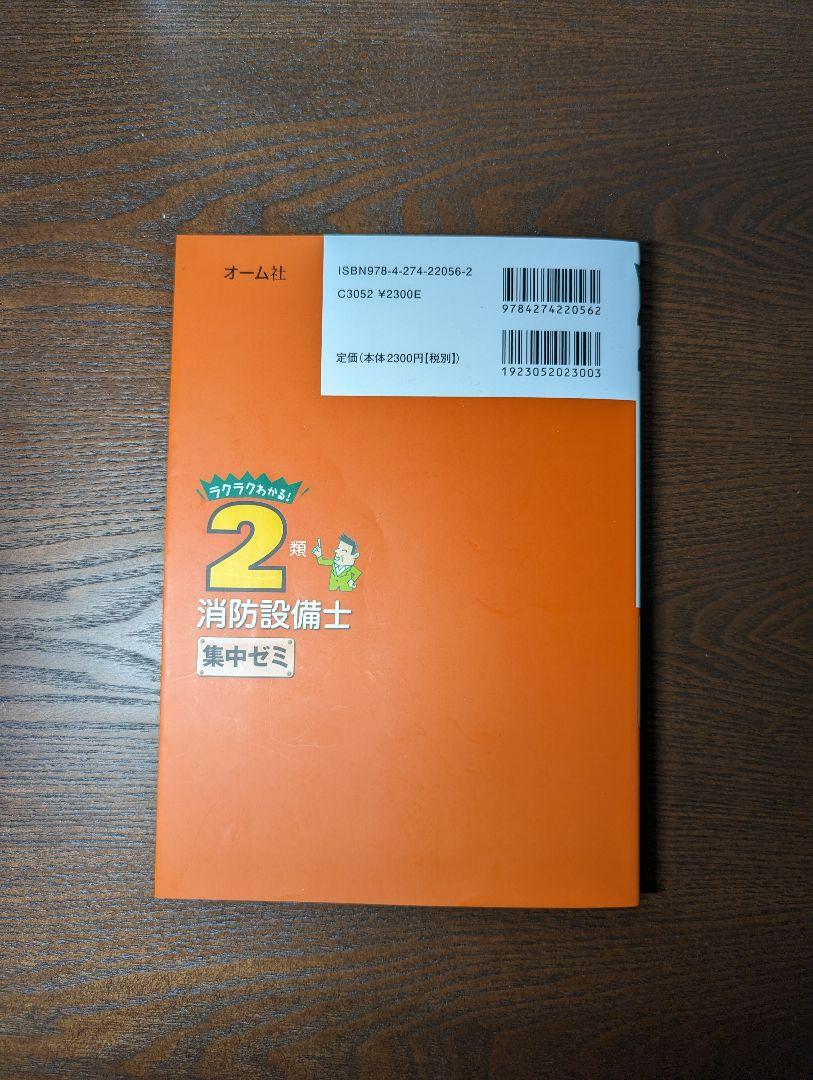 オーム社
ISBN978-4-274-22056-2
C3052 ¥2300E
定価(本体2300円【税別】)
9784274220562
1923052023003
ラクラクわかる!
2類
消防設備士
集中ゼミ